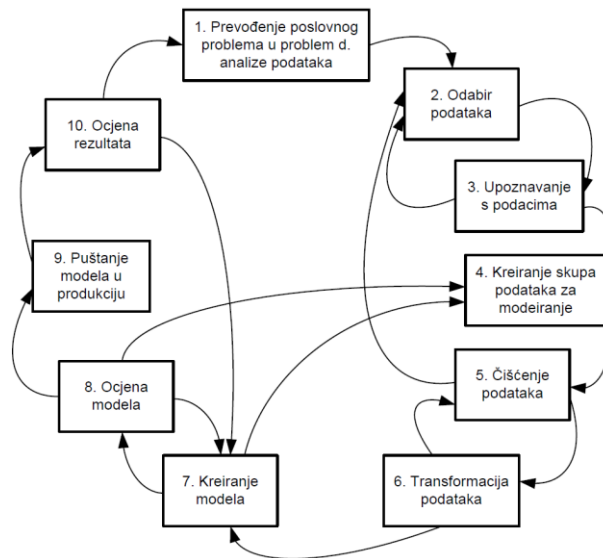 1. Prevođenje poslovnog
problema u problem d.
analize podataka
2. Odabir
podataka
3. Upoznavanje
s podacima
4. Kreiranje skupa
podataka za
modeiranje
5. Čišćenje
podataka
6. Transformacija
podataka
7. Kreiranje
modela
8. Ocjena
modela
9. Puštanje
modela u
produkciju
10. Ocjena
rezultata